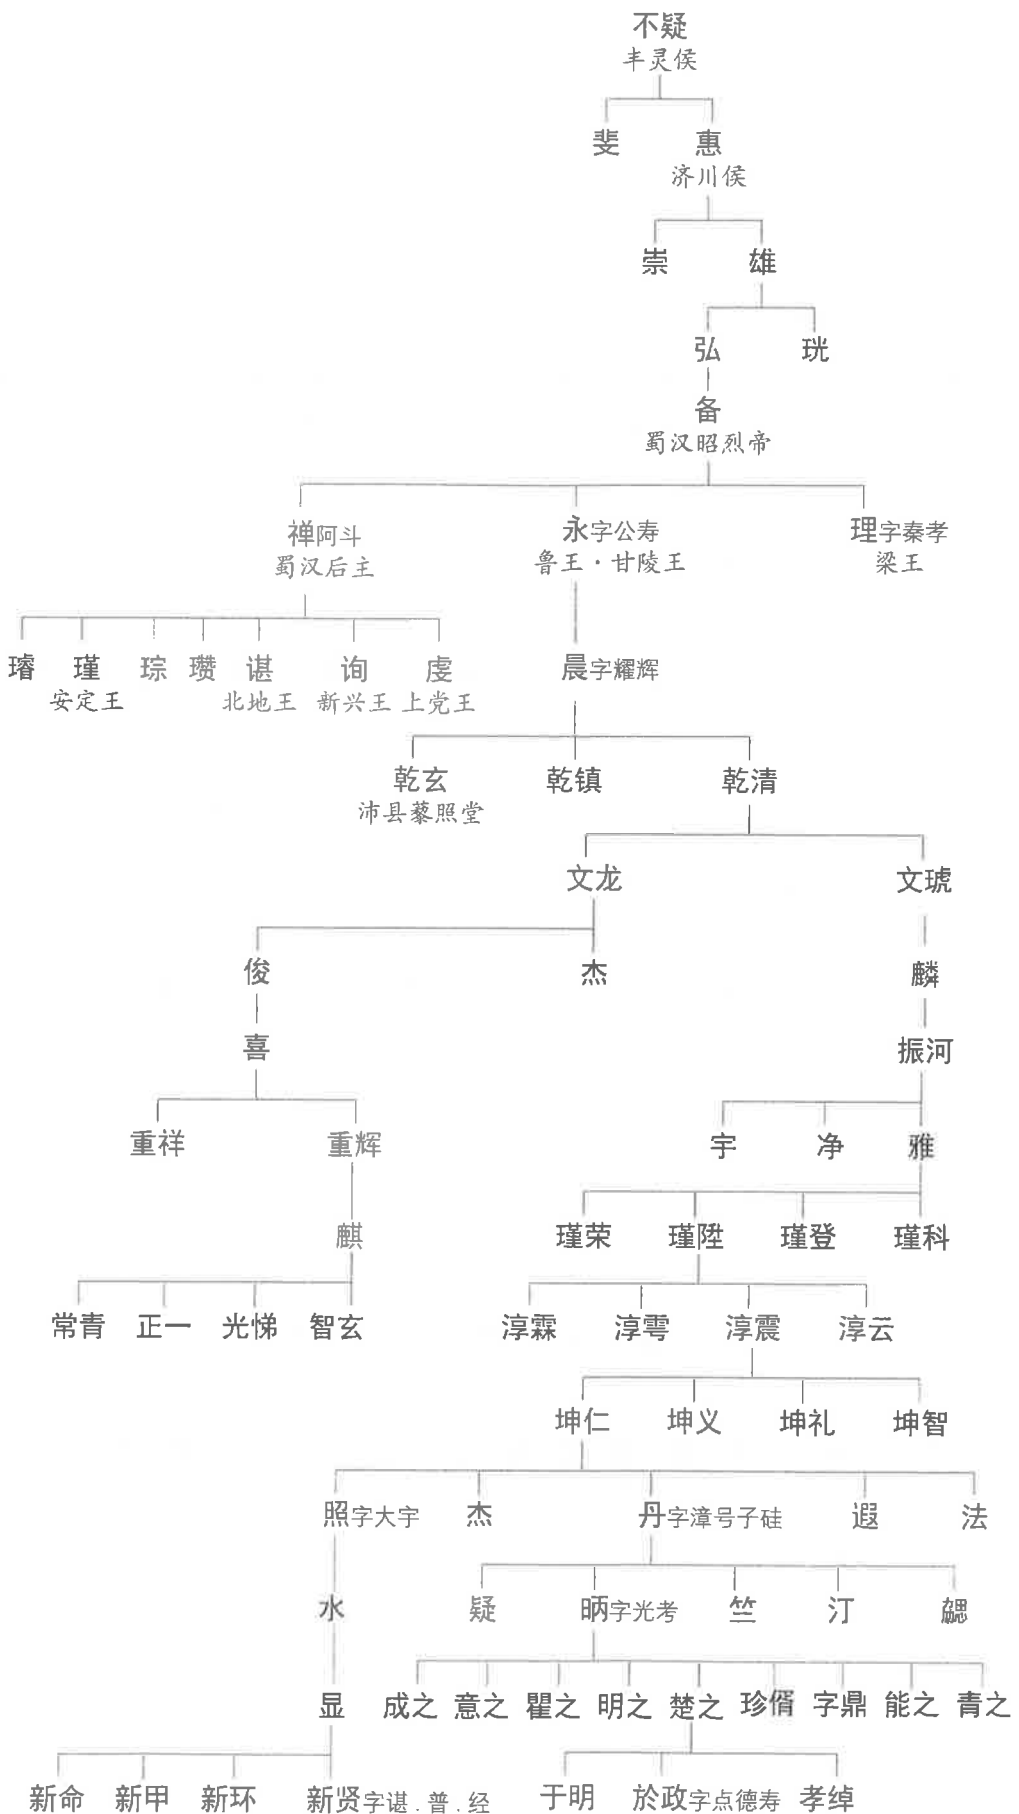 不疑
丰灵侯
斐 惠
济川侯
崇 雄
弘 珖
备
蜀汉昭烈帝
禅阿斗 永字公寿 理字秦孝
蜀汉后主 鲁王·甘陵王 梁王
璿 瑾 琮 瓒 谌 询 虔 晨字耀辉
安定王 北地王 新兴王 上党王
乾玄 乾镇 乾清
沛县藜照堂
文龙 文琥
俊 杰 麟
喜 振河
重祥 重辉 宇 净 雅
麒 瑾荣 瑾陞 瑾登 瑾科
常青 正一 光悌 智玄 淳霖 淳雩 淳震 淳云
坤仁 坤义 坤礼 坤智
照字大宇 杰 丹字漳号子硅 遐 法
水 疑 昞字光考 竺 汀 勰
显 成之 意之 瞿之 明之 楚之 珍偦 字鼎 能之 青之
新命 新甲 新环 新贤字谌.普.经 于明 於政字点德寿 孝绰